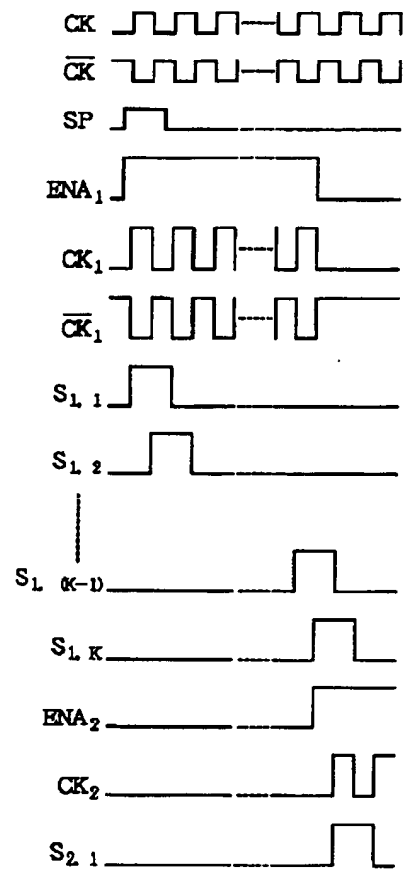 CK
C̅K̅
SP
ENA₁
CK₁
C̅K̅₁
S₁, ₁
S₁, ₂
S₁, (K-1)
S₁, K
ENA₂
CK₂
S₂, ₁